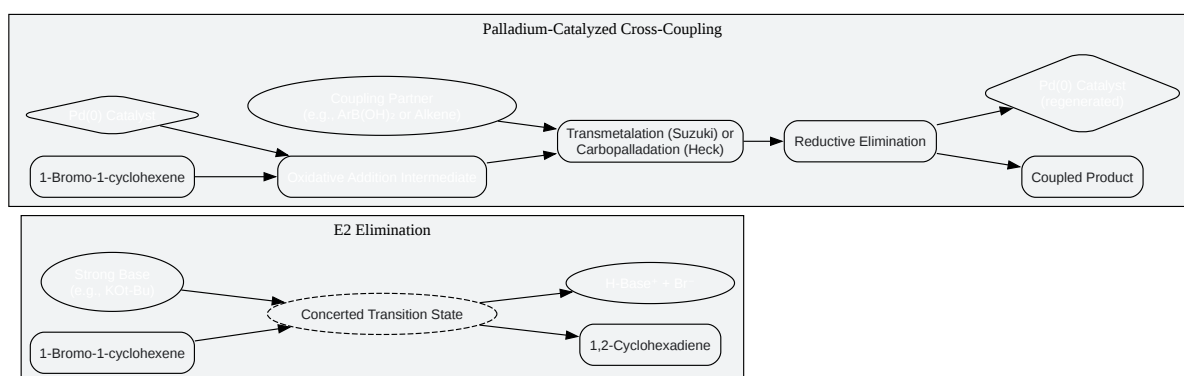 Palladium-Catalyzed Cross-Coupling
Pd(0) Catalyst
(regenerated)
Coupling Partner
(e.g., ArB(OH)₂ or Alkene)
Pd(0) Catalyst
Transmetalation (Suzuki) or
Carbopalladation (Heck)
Reductive Elimination
1-Bromo-1-cyclohexene
Oxidative Addition Intermediate
Coupled Product
E2 Elimination
Strong Base
(e.g., KOt-Bu)
H-Base⁺ + Br⁻
Concerted Transition State
1-Bromo-1-cyclohexene
1,2-Cyclohexadiene